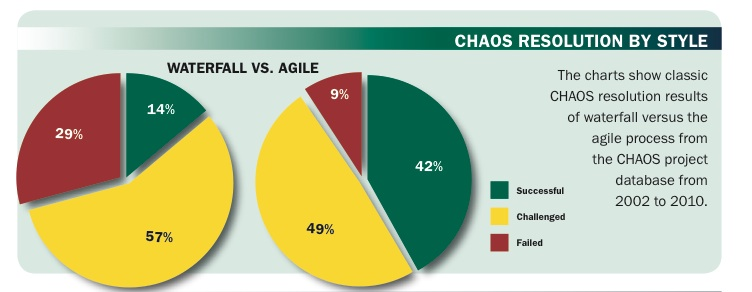 CHAOS RESOLUTION BY STYLE
WATERFALL VS. AGILE
14%
29%
57%
9%
42%
49%
Successful
Challenged
Failed
The charts show classic
CHAOS resolution results
of waterfall versus the
agile process from
the CHAOS project
database from
2002 to 2010.